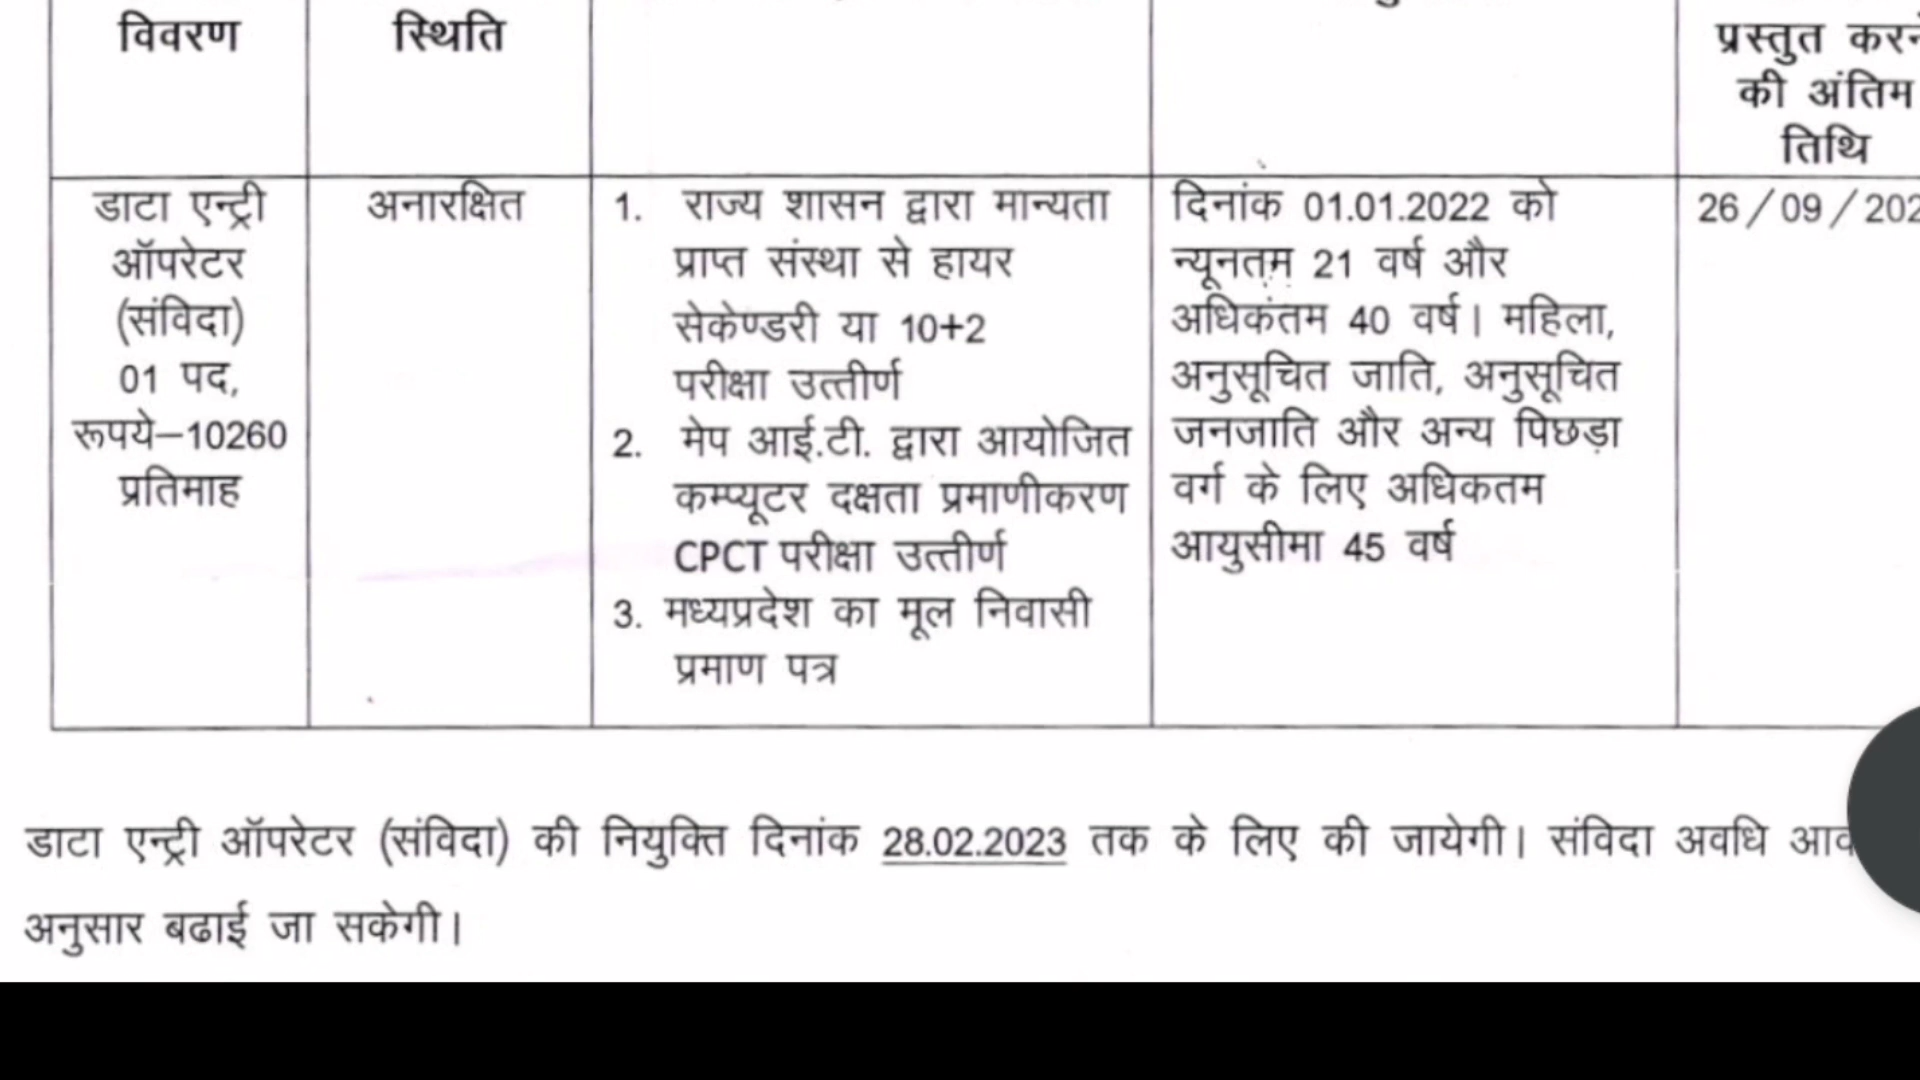 विवरण
स्थिति
प्रस्तुत
की अंतिम
तिथि
डाटा एन्ट्री
ऑपरेटर
(संविदा)
01 पद,
रूपये–10260
प्रतिमाह
अनारक्षित
1. राज्य शासन द्वारा मान्यता
प्राप्त संस्था से हायर
सेकेण्डरी या 10+2
परीक्षा उत्तीर्ण
2. मेप आई.टी. द्वारा आयोजित
कम्प्यूटर दक्षता प्रमाणीकरण
CPCT परीक्षा उत्तीर्ण
3. मध्यप्रदेश का मूल निवासी
प्रमाण पत्र
दिनांक 01.01.2022 को
न्यूनतम 21 वर्ष और
अधिकंतम 40 वर्ष। महिला,
अनुसूचित जाति, अनुसूचित
जनजाति और अन्य पिछड़ा
वर्ग के लिए अधिकतम
आयुसीमा 45 वर्ष
26/09/202
डाटा एन्ट्री ऑपरेटर (संविदा) की नियुक्ति दिनांक 28.02.2023 तक के लिए की जायेगी। संविदा अवधि
अनुसार बढाई जा सकेगी।